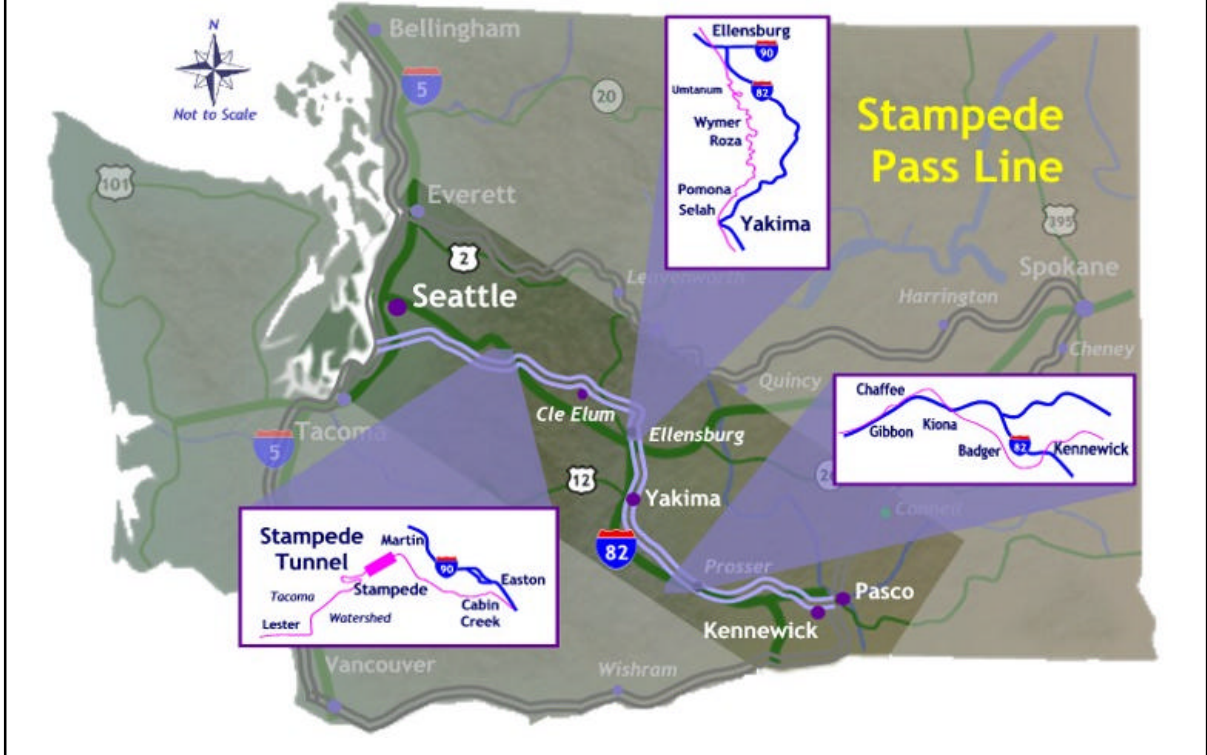 N
Not to Scale
Bellingham
5
20
101
Everett
2
Seattle
Leavenworth
Stampede
Pass Line
395
Spokane
Harrington
Cheney
Quincy
Cle Elum
Ellensburg
Tacoma
5
12
Yakima
82
Prosser
Pasco
Kennewick
Connell
Vancouver
Wishram
Ellensburg
90
Umtanum
82
Wymer
Roza
Pomona
Selah
Yakima
Chaffee
Gibbon
Kiona
Badger
82
Kennewick
Stampede
Tunnel
Martin
90
Easton
Stampede
Tacoma
Watershed
Cabin
Creek
Lester